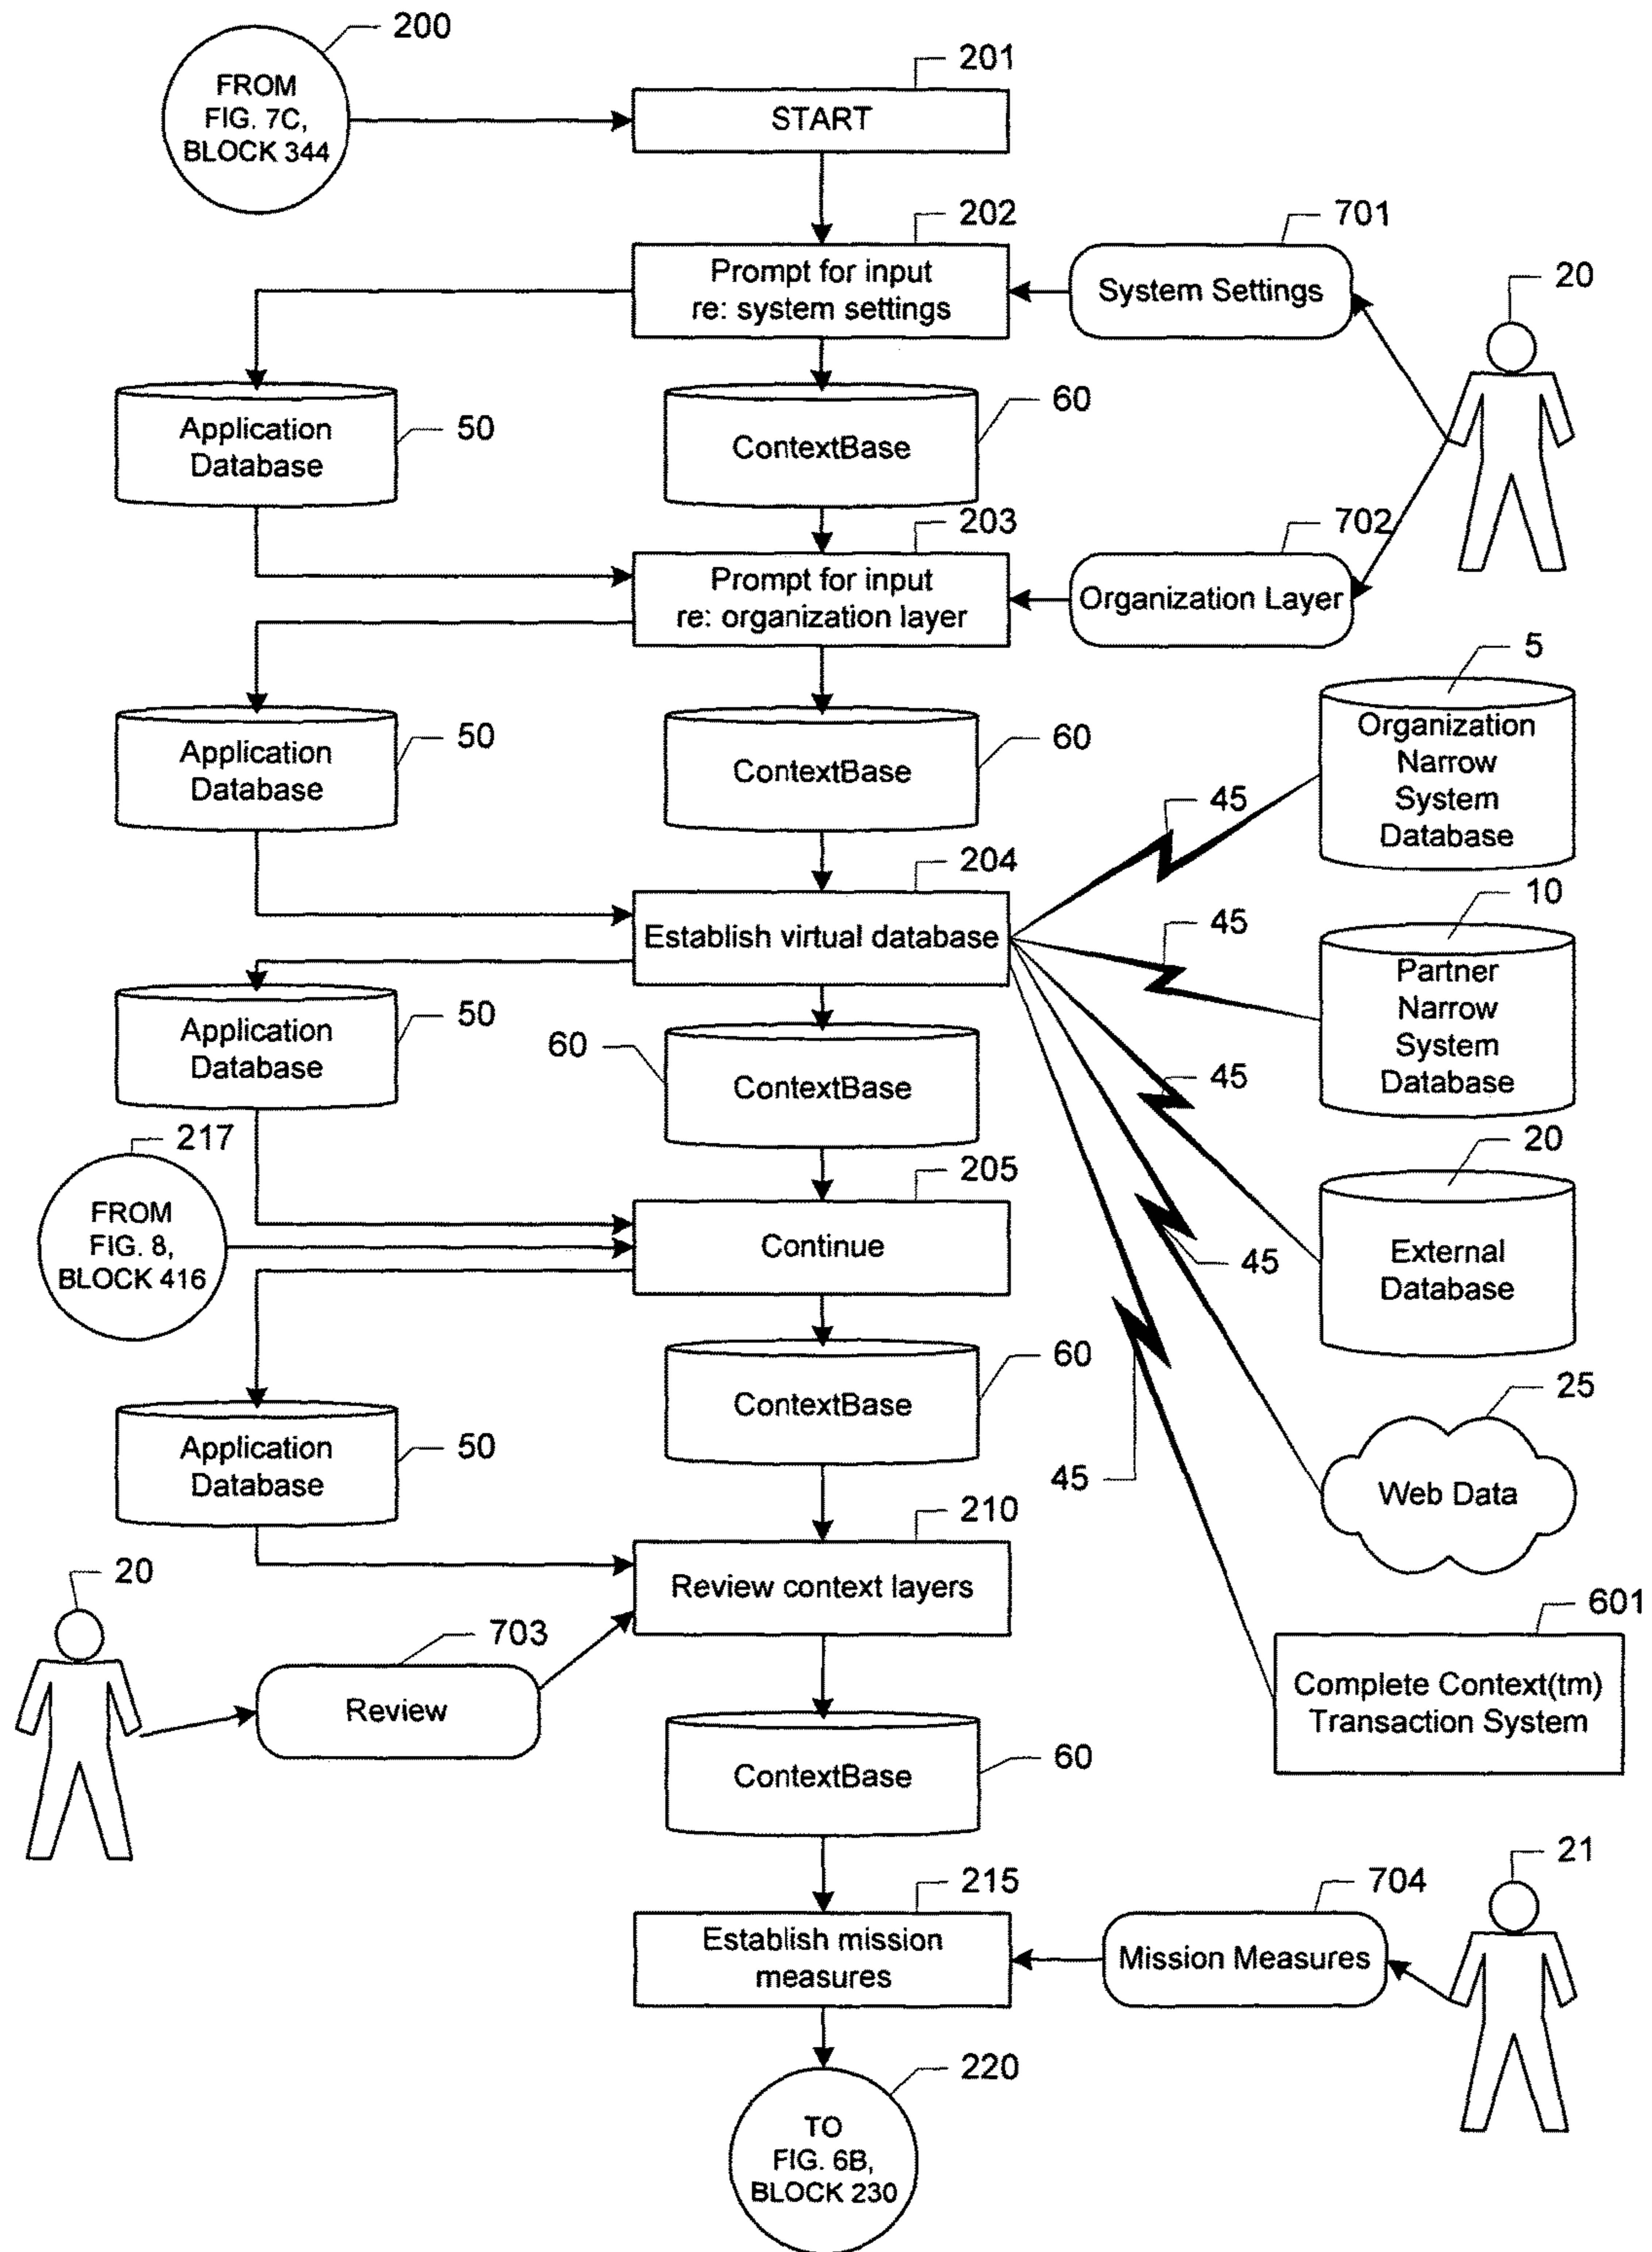 200
FROM
FIG. 7C,
BLOCK 344
201
START
202
Prompt for input
re: system settings
701
System Settings
20
Application
Database
50
ContextBase
60
203
Prompt for input
re: organization layer
702
Organization Layer
5
Organization
Narrow
System
Database
Application
Database
50
ContextBase
60
45
204
Establish virtual database
10
Partner
Narrow
System
Database
45
Application
Database
50
60
ContextBase
45
217
FROM
FIG. 8,
BLOCK 416
205
Continue
20
External
Database
45
Application
Database
50
ContextBase
60
45
25
Web Data
210
Review context layers
20
703
Review
601
Complete Context(tm)
Transaction System
ContextBase
60
215
Establish mission
measures
704
Mission Measures
21
220
TO
FIG. 6B,
BLOCK 230